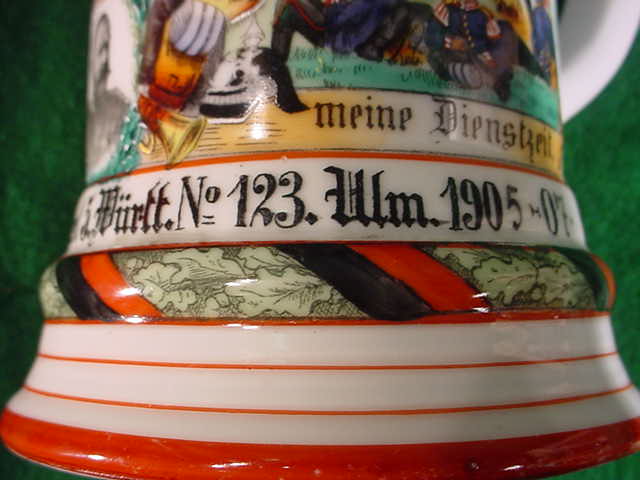 meine Dienstzeit
i. Württ. No 123. Ulm. 1905-07